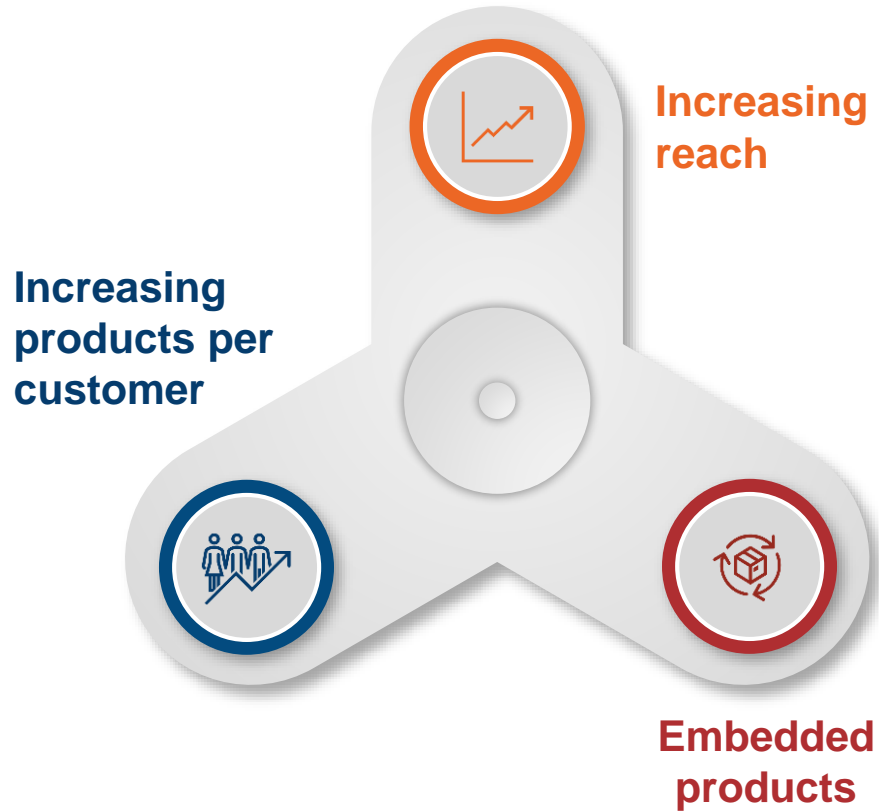 Increasing
reach
Increasing
products per
customer
Embedded
products